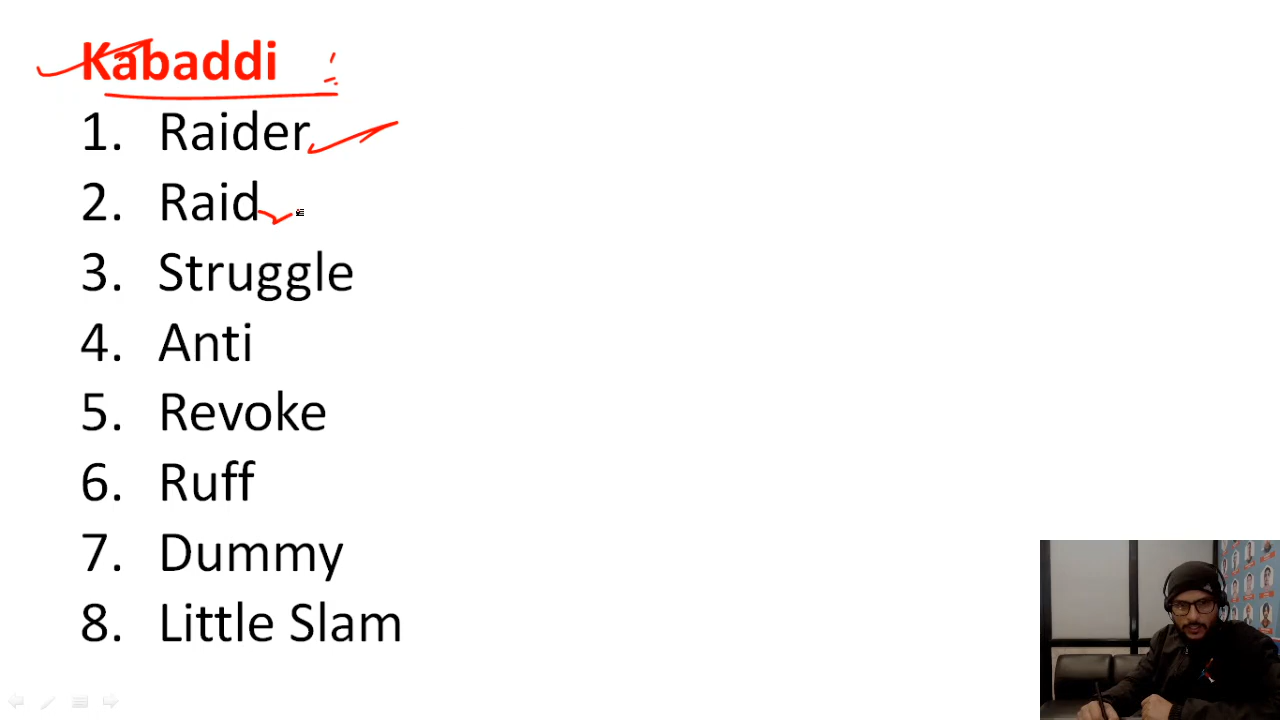 Kabaddi
1. Raider
2. Raid
3. Struggle
4. Anti
5. Revoke
6. Ruff
7. Dummy
8. Little Slam